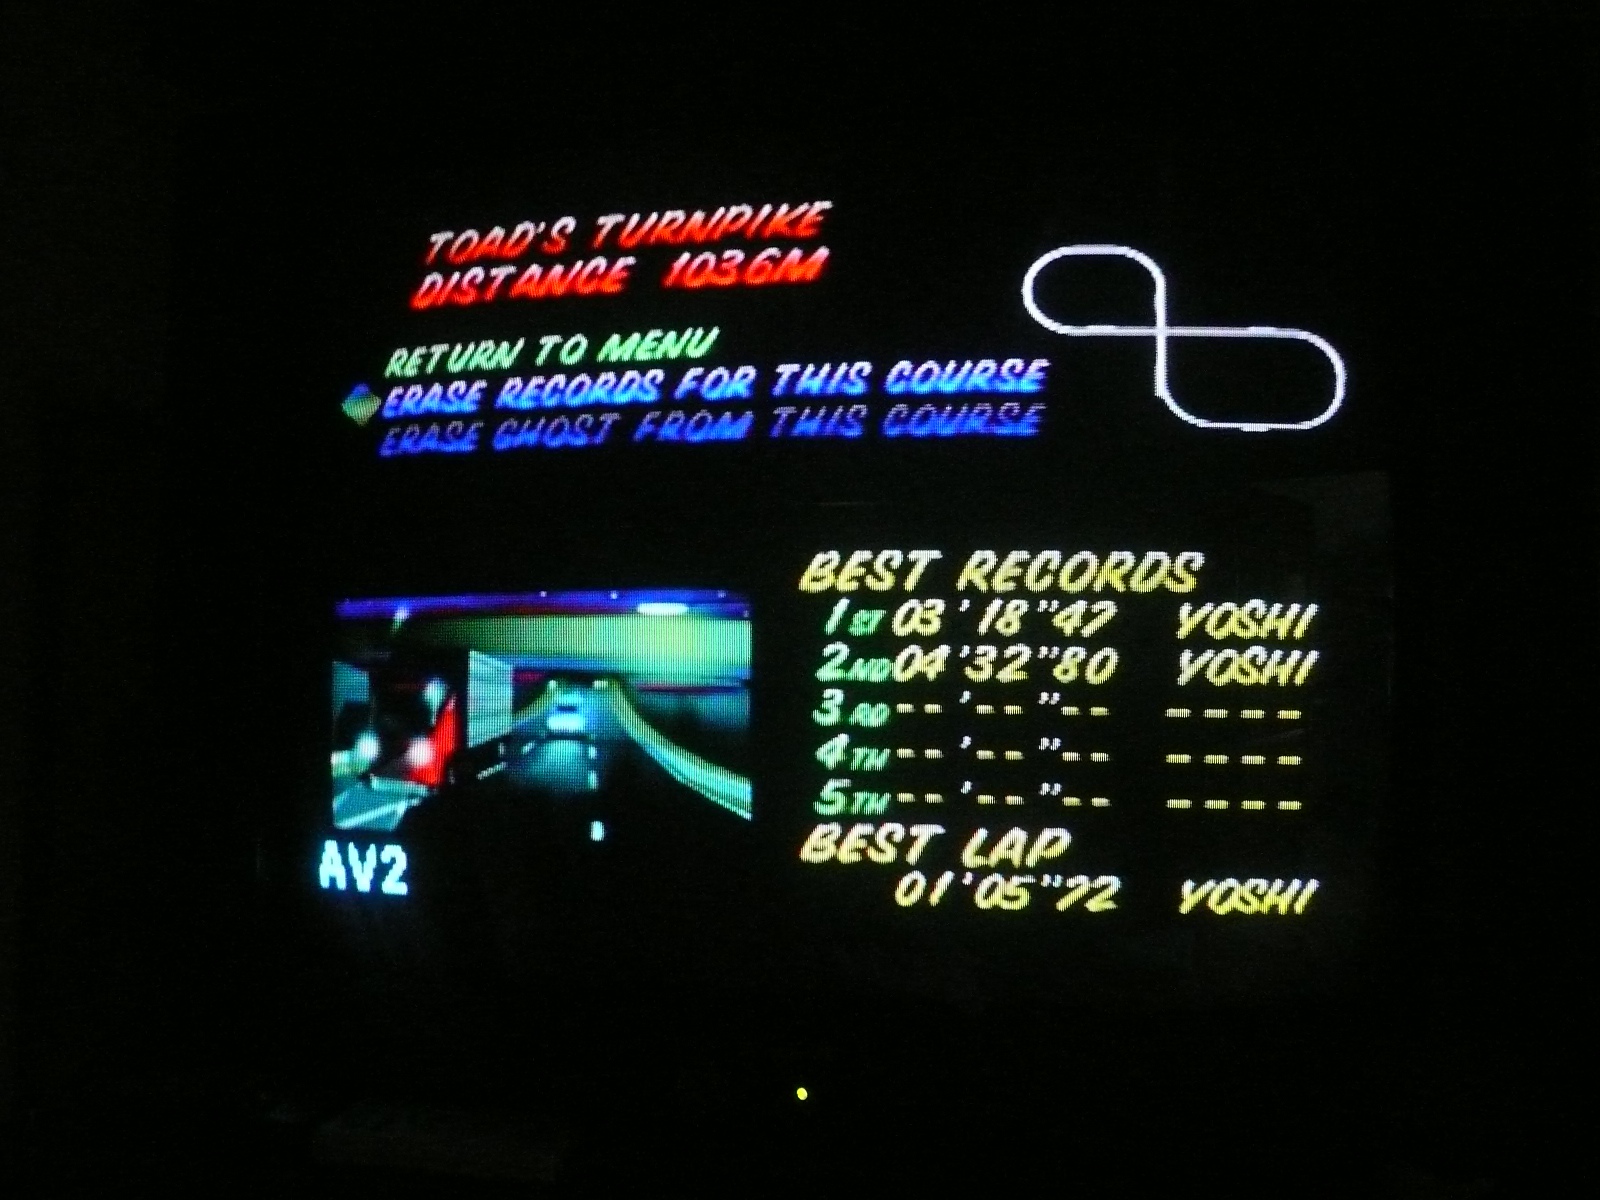 TOAD'S TURNPIKE
DISTANCE 1036M
RETURN TO MENU
ERASE RECORDS FOR THIS COURSE
ERASE GHOST FROM THIS COURSE
BEST RECORDS
1ST 03'18"47 YOSHI
2ND 04'32"80 YOSHI
3RD --'--"-- ----
4TH --'--"-- ----
5TH --'--"-- ----
BEST LAP
01'05"72 YOSHI
AV2